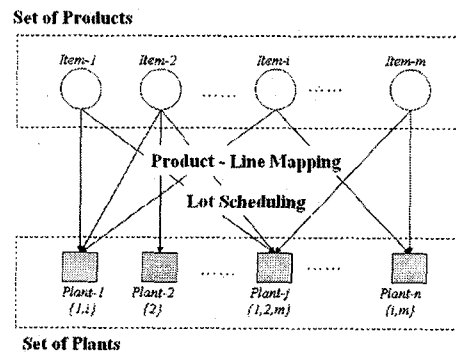 Set of Products
Item-1 Item-2 Item-i Item-m
...... ......
Product - Line Mapping
Lot Scheduling
...... ......
Plant-1 Plant-2 Plant-j Plant-n
{1,i} {2} {1,2,m} {i,m}
Set of Plants